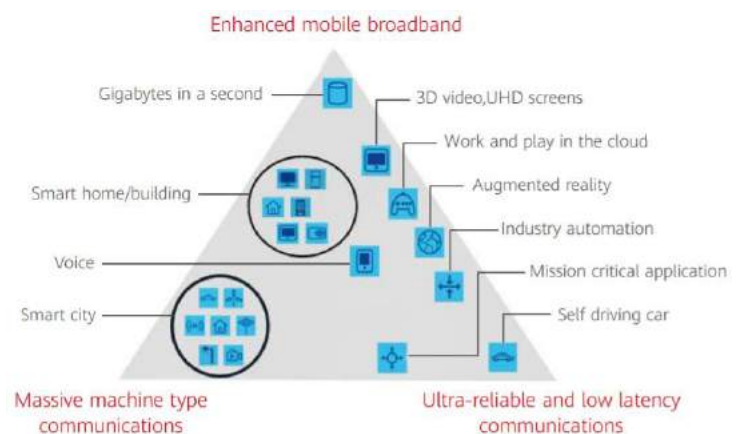 Enhanced mobile broadband
Gigabytes in a second
3D video,UHD screens
Work and play in the cloud
Smart home/building
Augmented reality
Industry automation
Voice
Mission critical application
Smart city
Self driving car
Massive machine type
communications
Ultra-reliable and low latency
communications